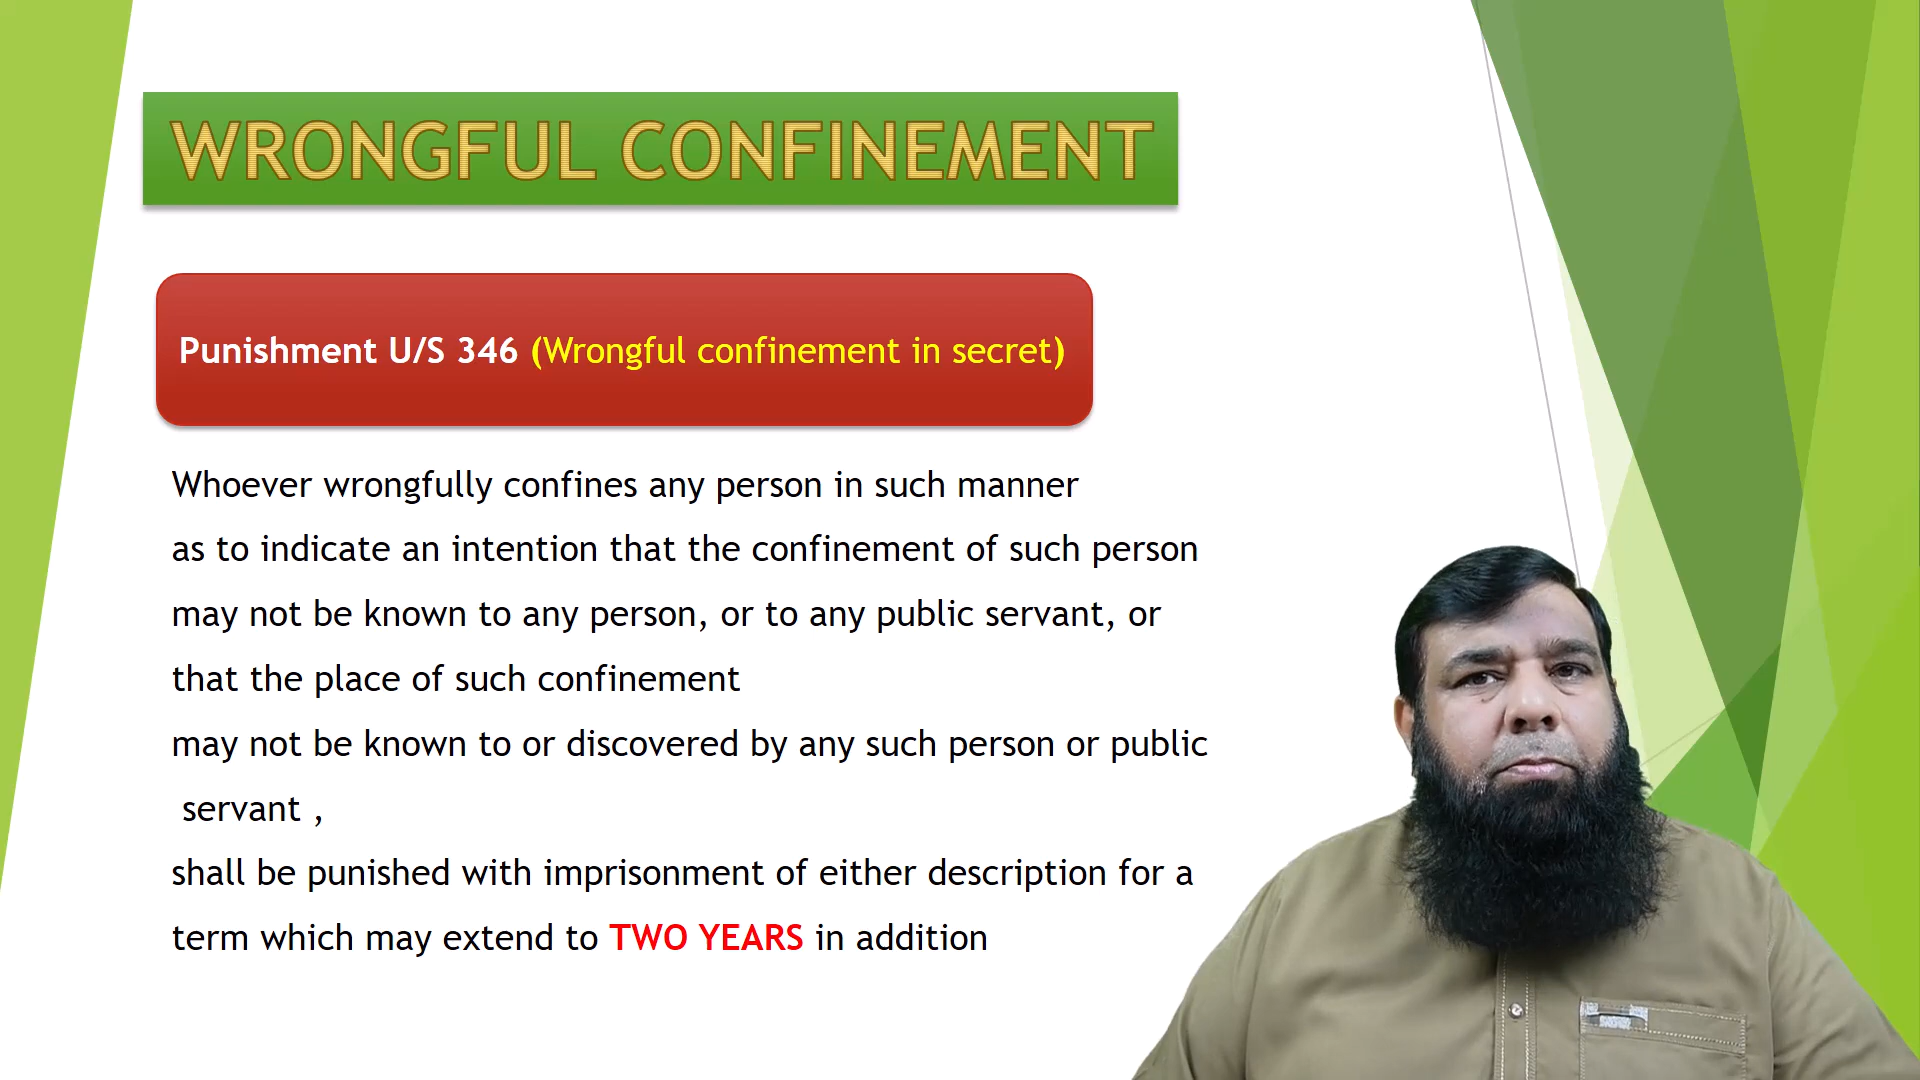 WRONGFUL CONFINEMENT
Punishment U/S 346 (Wrongful confinement in secret)
Whoever wrongfully confines any person in such manner
as to indicate an intention that the confinement of such person
may not be known to any person, or to any public servant, or
that the place of such confinement
may not be known to or discovered by any such person or public
servant ,
shall be punished with imprisonment of either description for a
term which may extend to TWO YEARS in addition